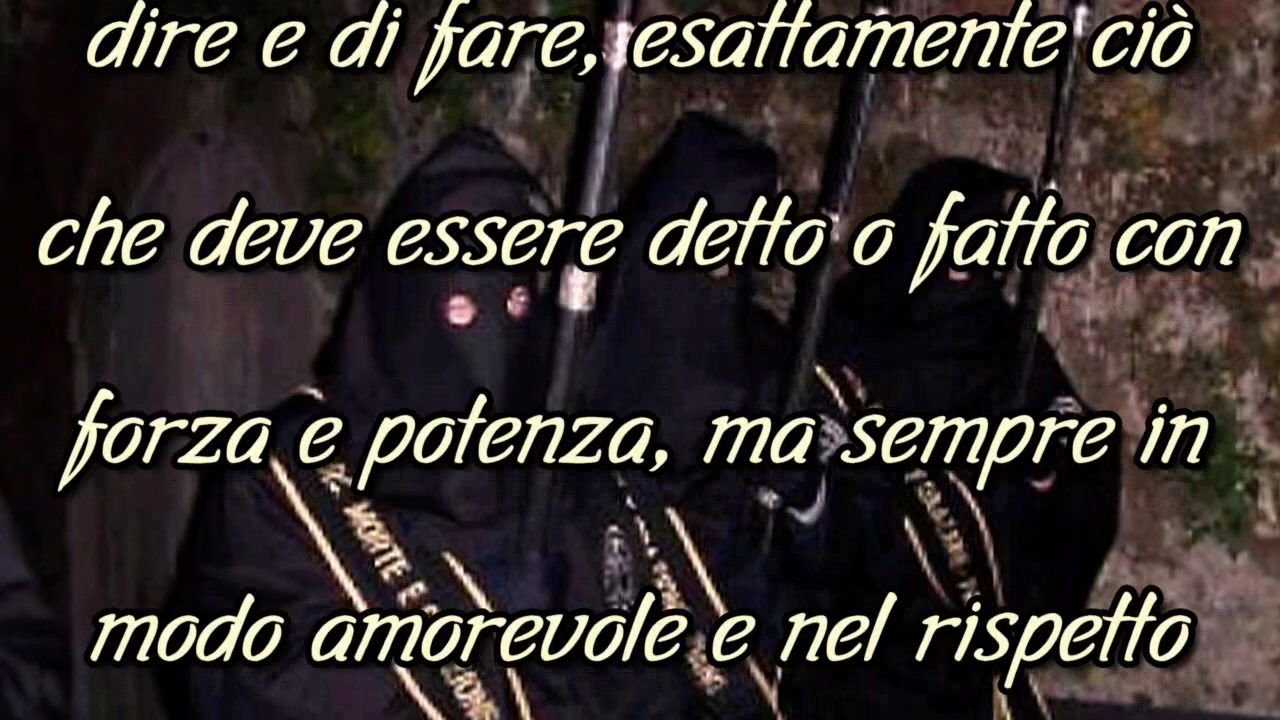 dire e di fare, esattamente ciò
che deve essere detto o fatto con
forza e potenza, ma sempre in
modo amorevole e nel rispetto
MORTE E